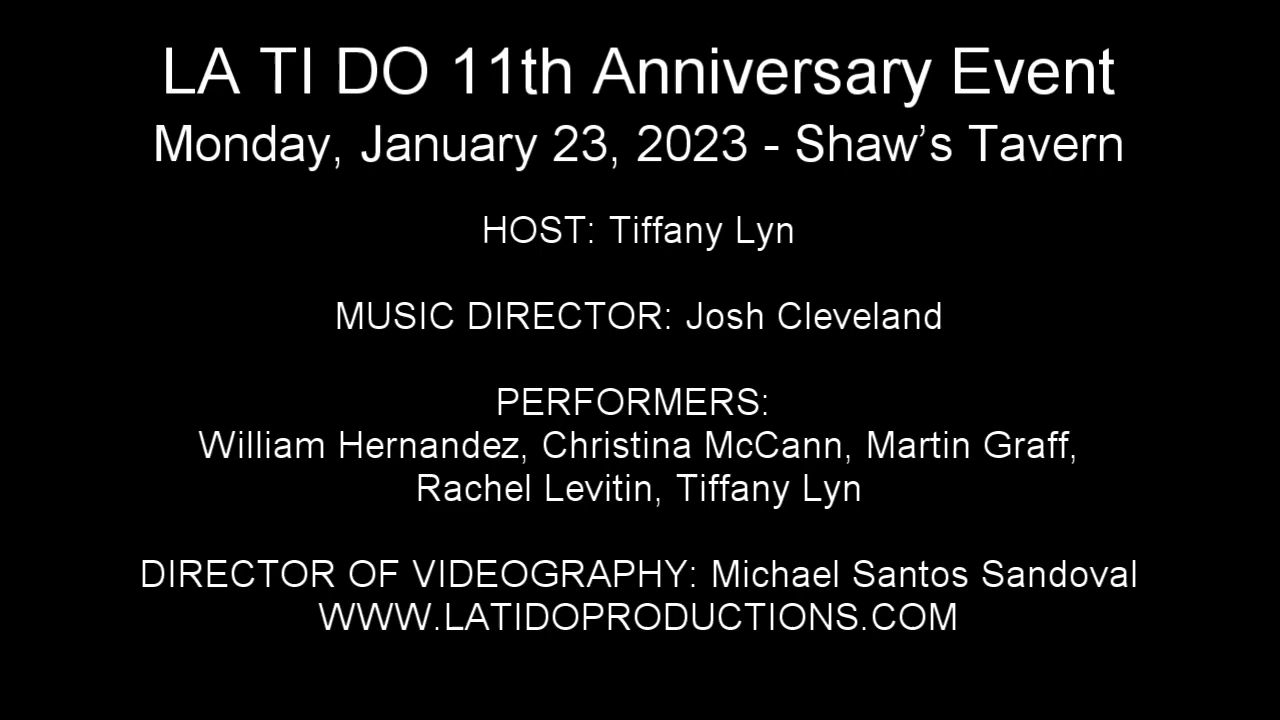 LA TI DO 11th Anniversary Event
Monday, January 23, 2023 - Shaw’s Tavern
HOST: Tiffany Lyn
MUSIC DIRECTOR: Josh Cleveland
PERFORMERS:
William Hernandez, Christina McCann, Martin Graff,
Rachel Levitin, Tiffany Lyn
DIRECTOR OF VIDEOGRAPHY: Michael Santos Sandoval
WWW.LATIDOPRODUCTIONS.COM